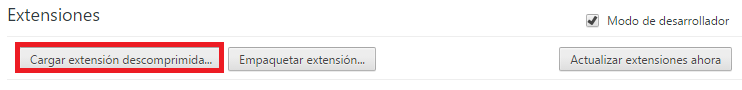 Extensiones
Modo de desarrollador
Cargar extensión descomprimida...
Empaquetar extensión...
Actualizar extensiones ahora